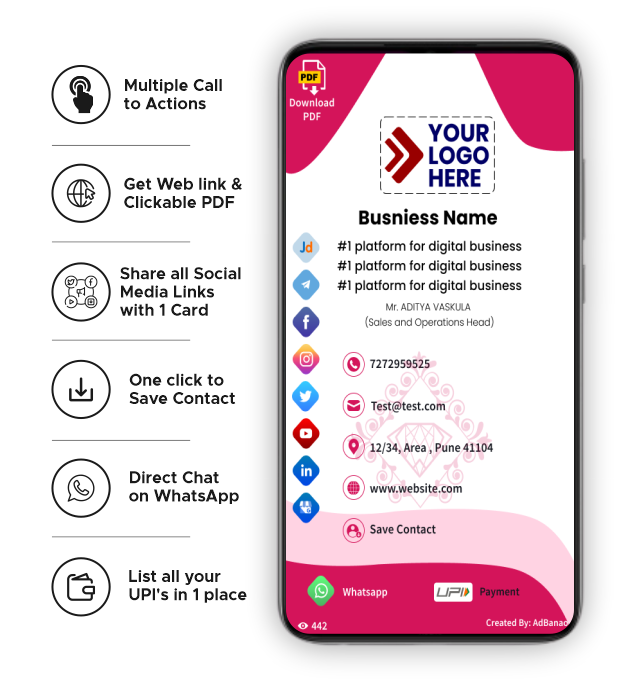 Multiple Call
to Actions
Get Web link &
Clickable PDF
Share all Social
Media Links
with 1 Card
One click to
Save Contact
Direct Chat
on WhatsApp
List all your
UPI's in 1 place
PDF
Download
PDF
YOUR
LOGO
HERE
Busniess Name
#1 platform for digital business
#1 platform for digital business
#1 platform for digital business
Mr. ADITYA VASKULA
(Sales and Operations Head)
Jd
f
in
7272959525
Test@test.com
12/34, Area , Pune 41104
www.website.com
Save Contact
Whatsapp
UPI
Payment
442
Created By: AdBanao